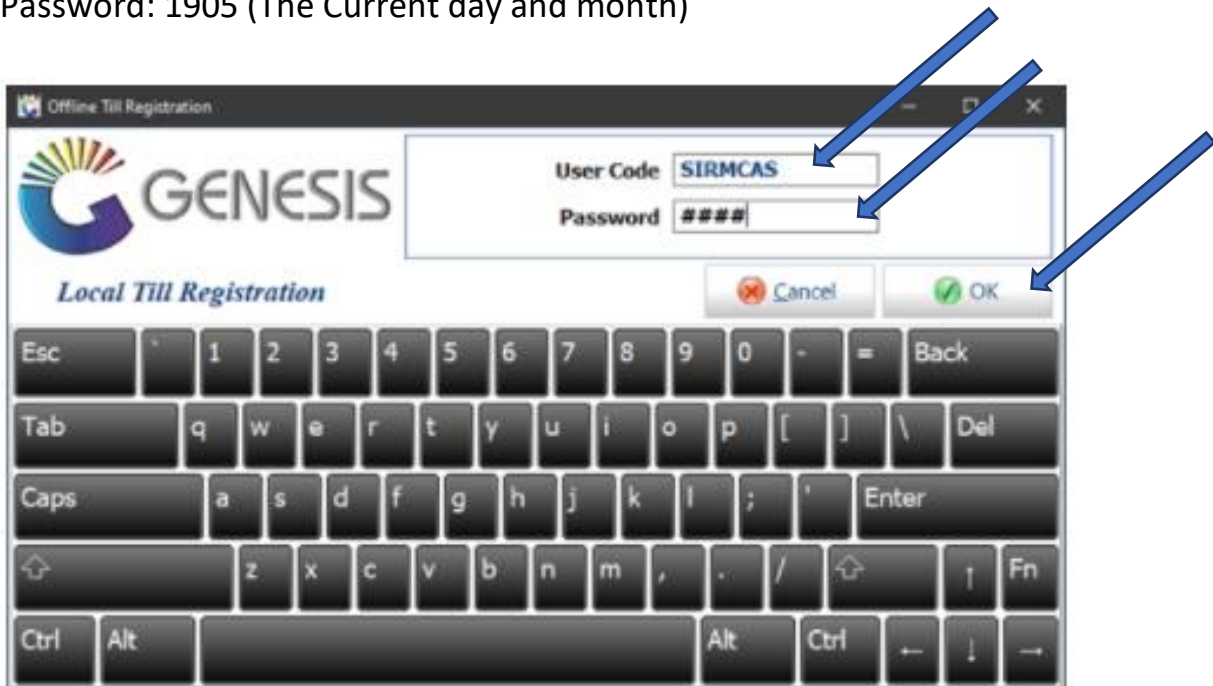 Password: 1905 (The Current day and month)
Offline Till Registration
GENESIS
User Code SIRMCAS
Password ####
Local Till Registration
Cancel OK
Esc ` 1 2 3 4 5 6 7 8 9 0 - = Back
Tab q w e r t y u i o p [ ] \ Del
Caps a s d f g h j k l ; ' Enter
z x c v b n m , . / ↑ Fn
Ctrl Alt Alt Ctrl ← ↓ →